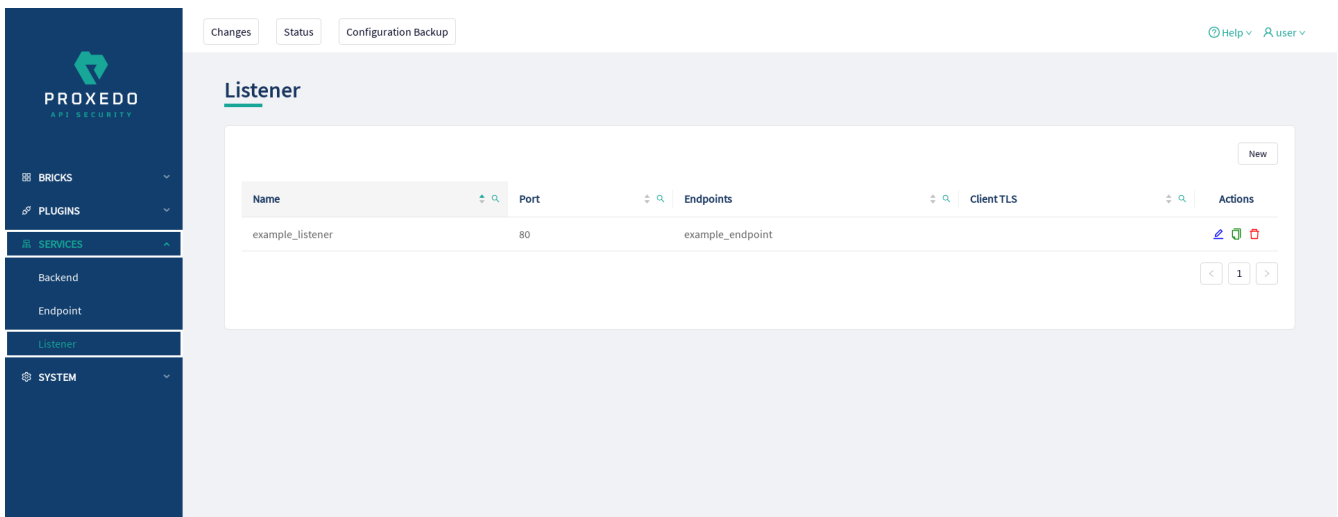 Changes Status Configuration Backup Help user
PROXEDO
API SECURITY
Listener
New
BRICKS
PLUGINS
SERVICES
Backend
Endpoint
Listener
SYSTEM
Name Port Endpoints Client TLS Actions
example_listener 80 example_endpoint
1